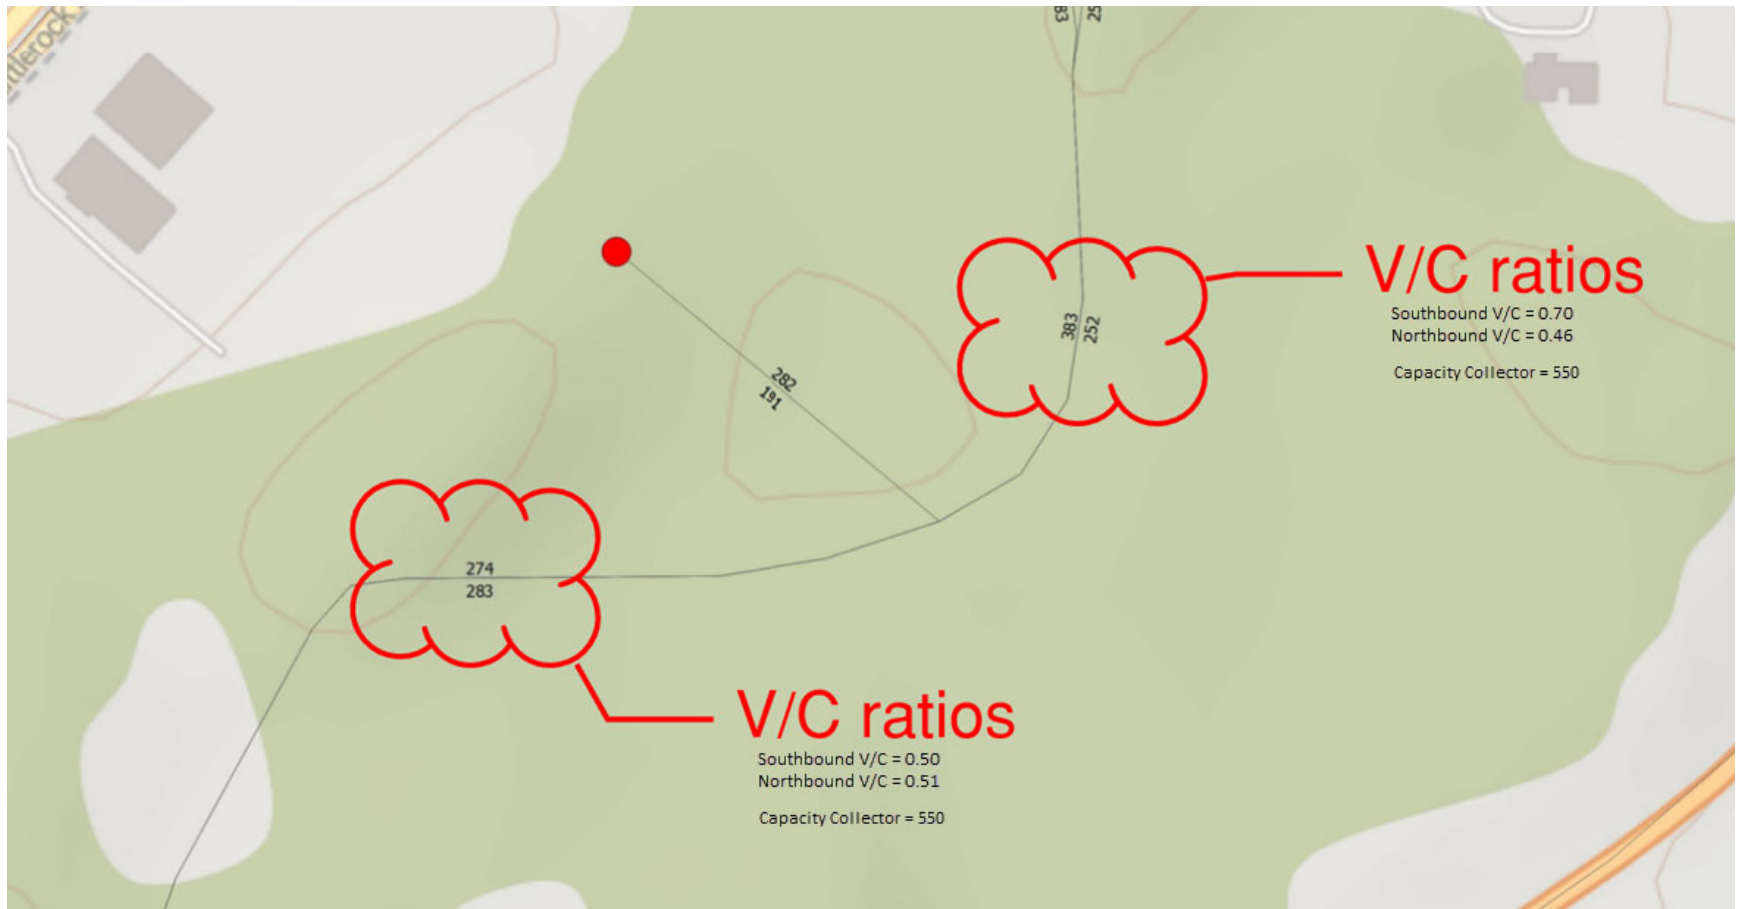 383
252
V/C ratios
Southbound V/C = 0.70
Northbound V/C = 0.46
Capacity Collector = 550
282
191
274
283
V/C ratios
Southbound V/C = 0.50
Northbound V/C = 0.51
Capacity Collector = 550